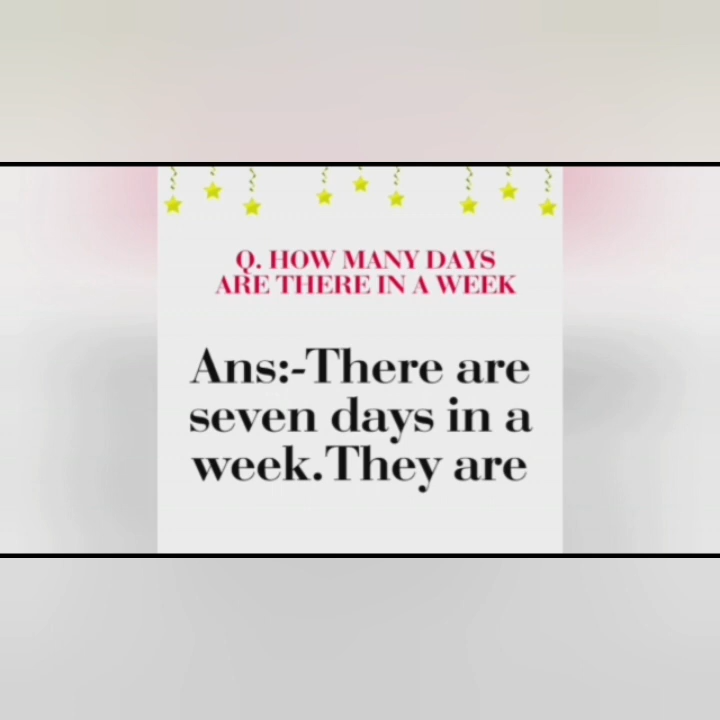 Q. HOW MANY DAYS
ARE THERE IN A WEEK
Ans:-There are
seven days in a
week.They are